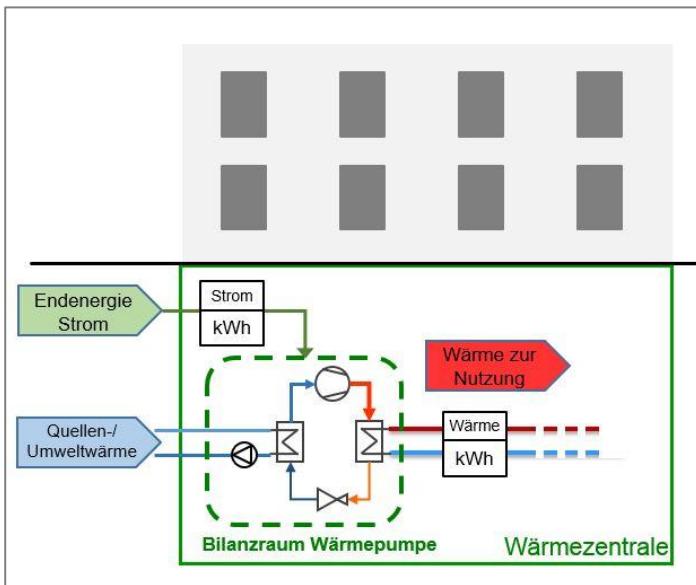 Endenergie
Strom
Strom
kWh
Wärme zur
Nutzung
Quellen-/
Umweltwärme
Wärme
kWh
Bilanzraum Wärmepumpe
Wärmezentrale